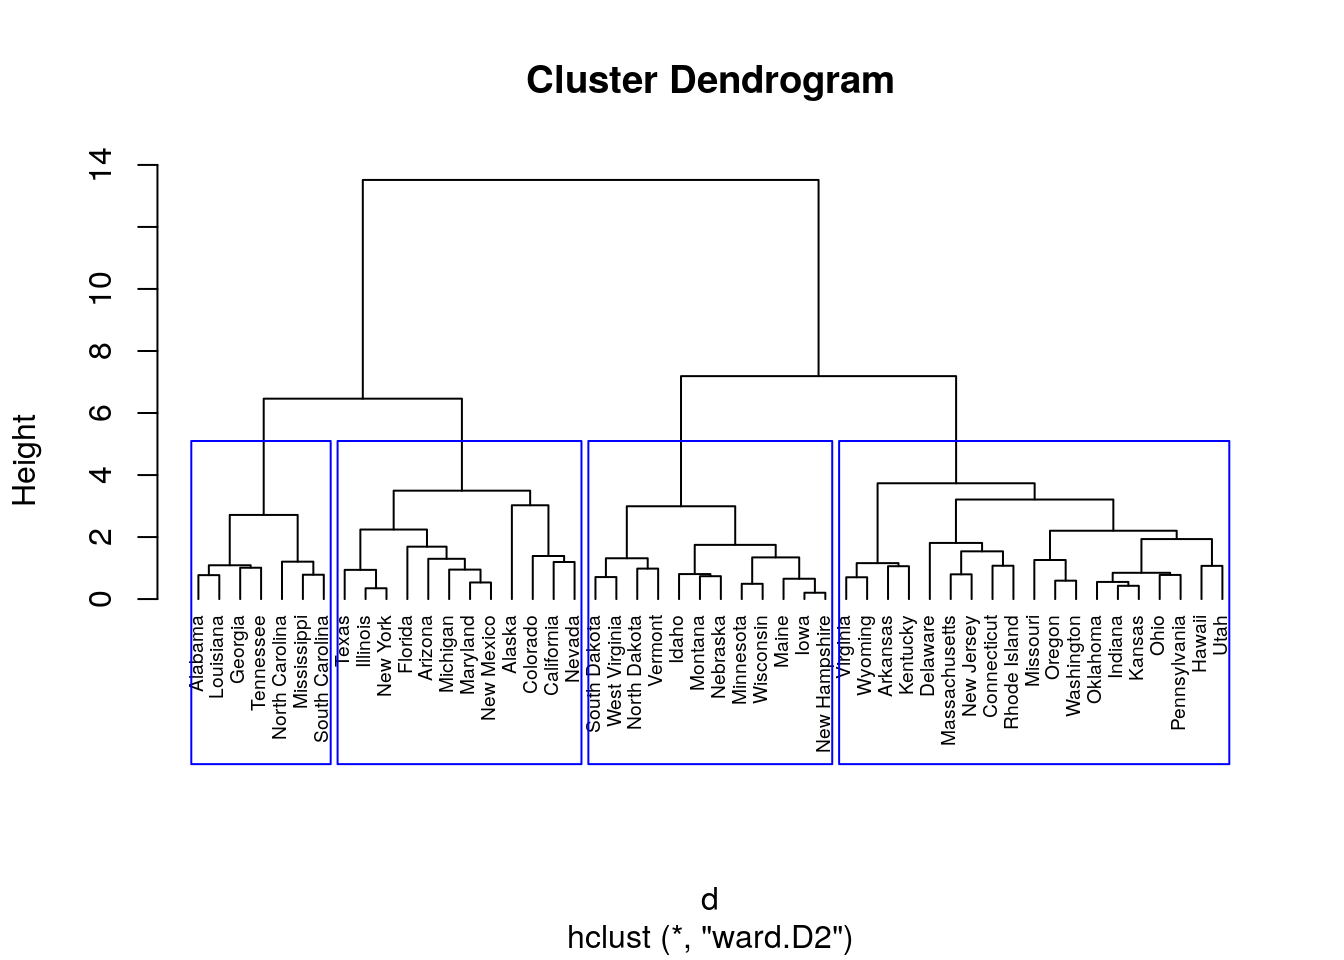 Cluster Dendrogram
Height
14
10
8
6
4
2
0
Alabama
Louisiana
Georgia
Tennessee
North Carolina
Mississippi
South Carolina
Texas
Illinois
New York
Florida
Arizona
Michigan
Maryland
New Mexico
Alaska
Colorado
California
Nevada
South Dakota
West Virginia
North Dakota
Vermont
Idaho
Montana
Nebraska
Minnesota
Wisconsin
Maine
Iowa
New Hampshire
Virginia
Wyoming
Arkansas
Kentucky
Delaware
Massachusetts
New Jersey
Connecticut
Rhode Island
Missouri
Oregon
Washington
Oklahoma
Indiana
Kansas
Ohio
Pennsylvania
Hawaii
Utah
d
hclust (*, "ward.D2")